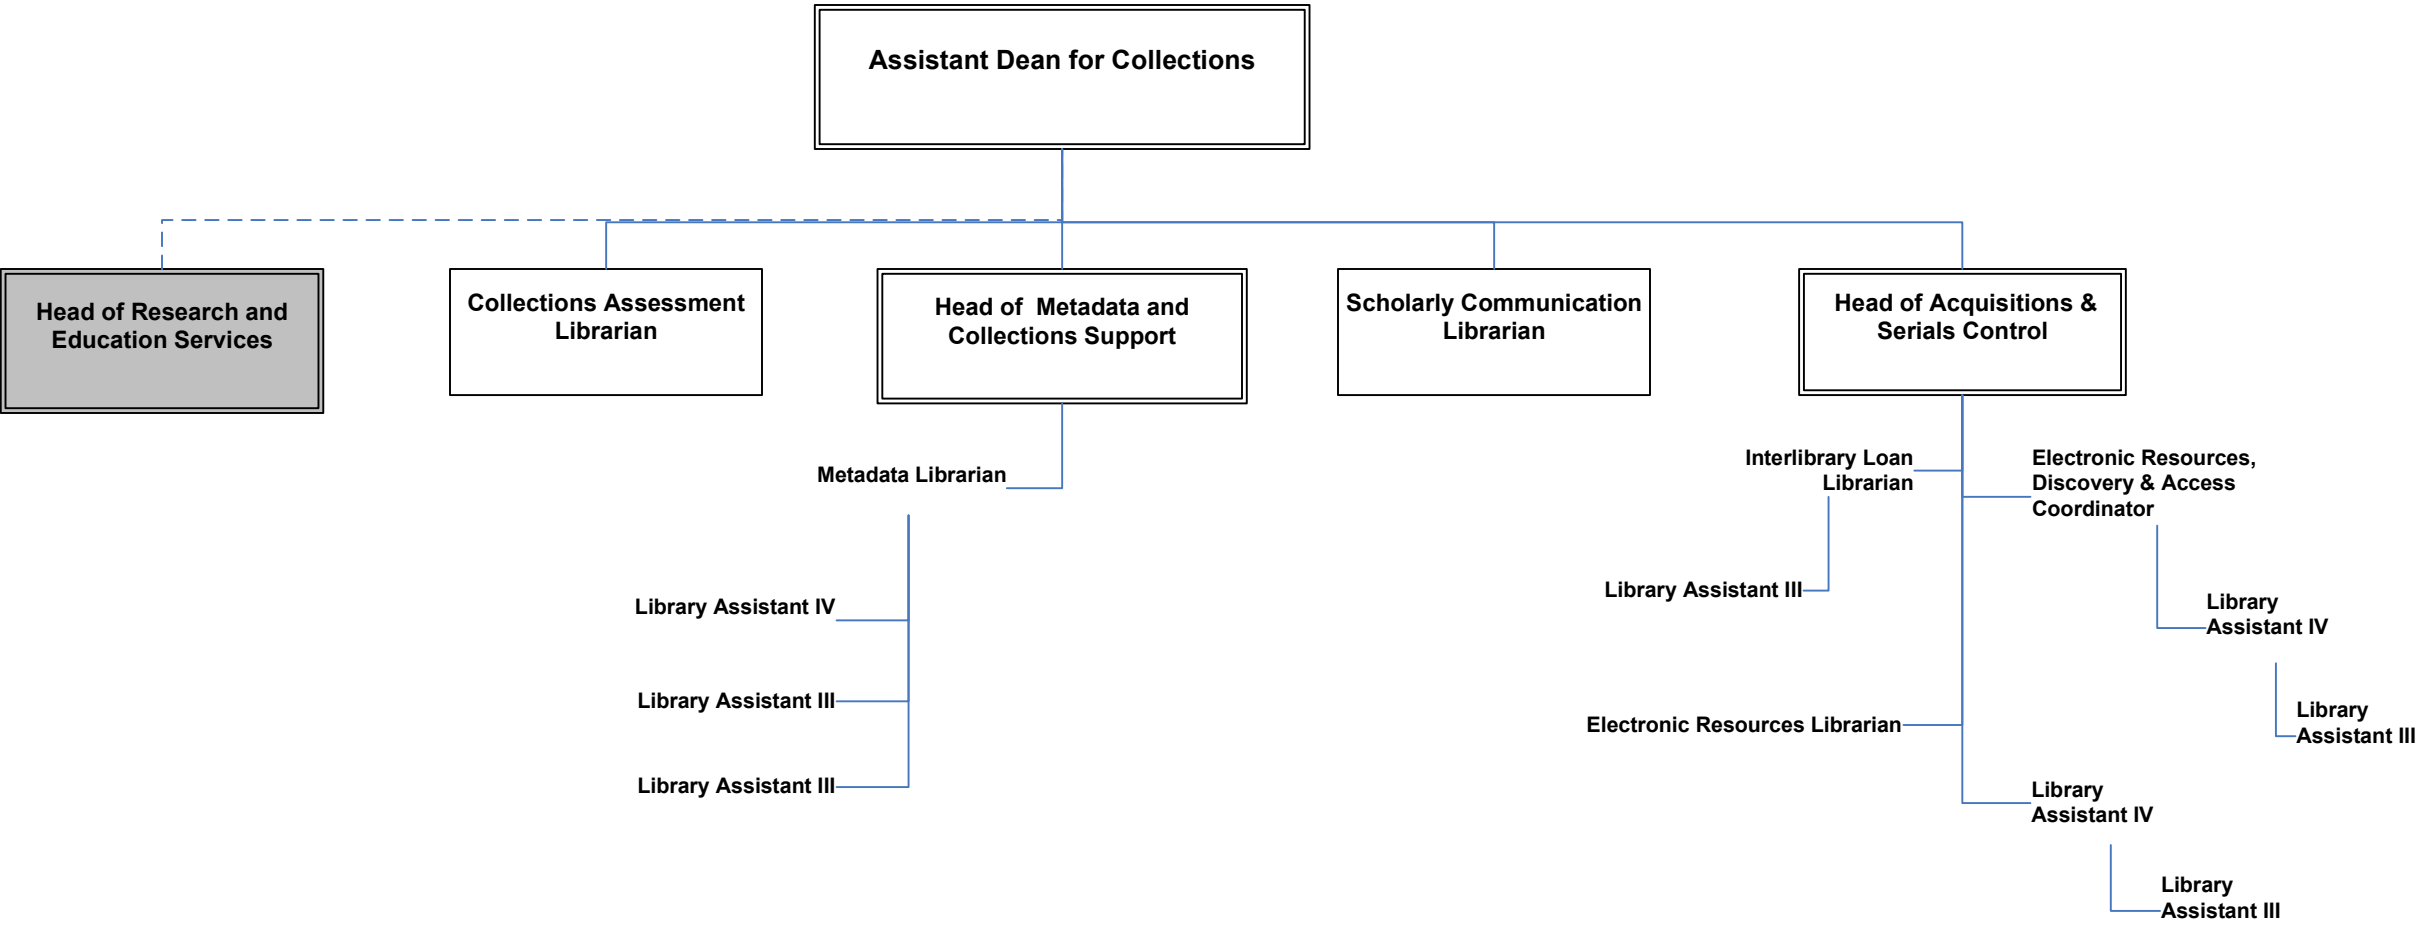 Assistant Dean for Collections
Head of Research and
Education Services
Collections Assessment
Librarian
Head of  Metadata and
Collections Support
Scholarly Communication
Librarian
Head of Acquisitions &
Serials Control
Metadata Librarian
Library Assistant IV
Library Assistant III
Library Assistant III
Interlibrary Loan
Librarian
Library Assistant III
Electronic Resources,
Discovery & Access
Coordinator
Library
Assistant IV
Library
Assistant III
Electronic Resources Librarian
Library
Assistant IV
Library
Assistant III